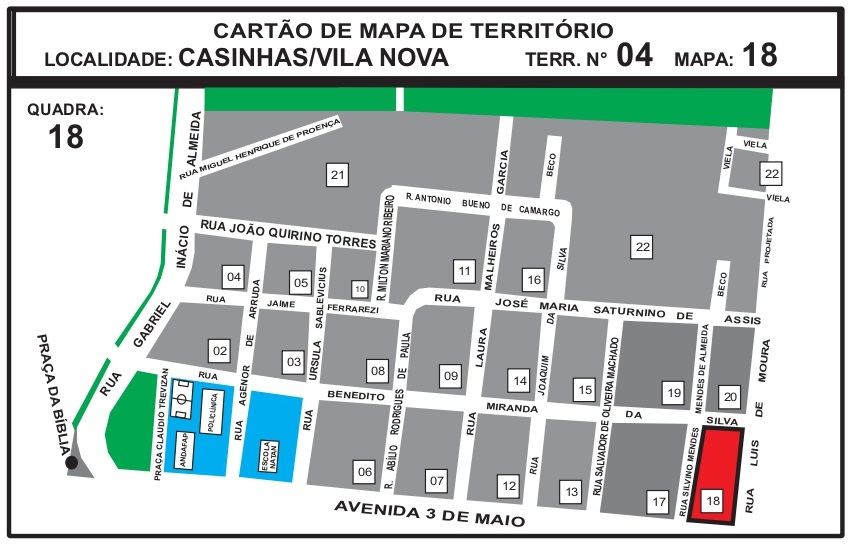 CARTÃO DE MAPA DE TERRITÓRIO
LOCALIDADE: CASINHAS/VILA NOVA TERR. N° 04 MAPA: 18
QUADRA:
18
RUA MIGUEL HENRIQUE DE PROENÇA
RUA GABRIEL INÁCIO DE ALMEIDA
21
GARCIA
BECO
VIELA
VIELA
22
VIELA
R. ANTONIO BUENO DE CAMARGO
RUA JOÃO QUIRINO TORRES
R. MILTON MARIANO RIBEIRO
MALHEIROS
SILVA
22
RUA PROJETADA
BECO
04
05
10
11
16
RUA JAIME FERRAREZI
RUA JOSÉ MARIA SATURNINO DE ASSIS
RUA AGENOR DE ARRUDA
RUA URSULA SABLEVICIUS
R. ABÍLIO RODRIGUES DE PAULA
RUA LAURA
RUA JOAQUIM DA
RUA SALVADOR DE OLIVEIRA MACHADO
MENDES DE ALMEIDA
RUA LUIS DE MOURA
02
03
08
09
14
15
19
20
PRAÇA DA BÍBLIA
PRAÇA CLAUDIO TREVIZAN
RUA BENEDITO MIRANDA DA SILVA
POLICÍNICA
ANDAFAP
ESCOLA
NATAN
RUA SILVINO MENDES
06
07
12
13
17
18
AVENIDA 3 DE MAIO